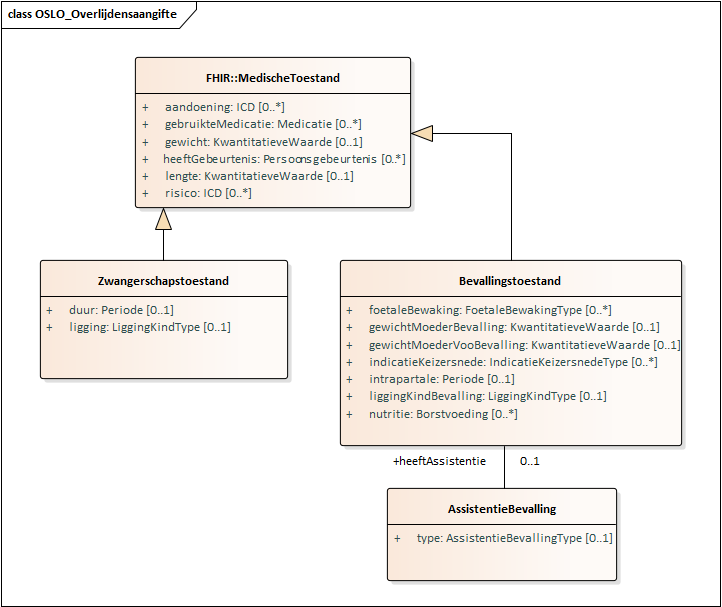 class OSLO_Overlijdensaangifte
FHIR::MedischeToestand
+ aandoening: ICD [0..*]
+ gebruikteMedicatie: Medicatie [0..*]
+ gewicht: KwantitatieveWaarde [0..1]
+ heeftGebeurtenis: Persoonsgebeurtenis [0..*]
+ lengte: KwantitatieveWaarde [0..1]
+ risico: ICD [0..*]
Zwangerschapstoestand
+ duur: Periode [0..1]
+ ligging: LiggingKindType [0..1]
Bevallingstoestand
+ foetaleBewaking: FoetaleBewakingType [0..*]
+ gewichtMoederBevalling: KwantitatieveWaarde [0..1]
+ gewichtMoederVooBevalling: KwantitatieveWaarde [0..1]
+ indicatieKeizersnede: IndicatieKeizersnedeType [0..*]
+ intrapartale: Periode [0..1]
+ liggingKindBevalling: LiggingKindType [0..1]
+ nutritie: Borstvoeding [0..*]
+heeftAssistentie 0..1
AssistentieBevalling
+ type: AssistentieBevallingType [0..1]